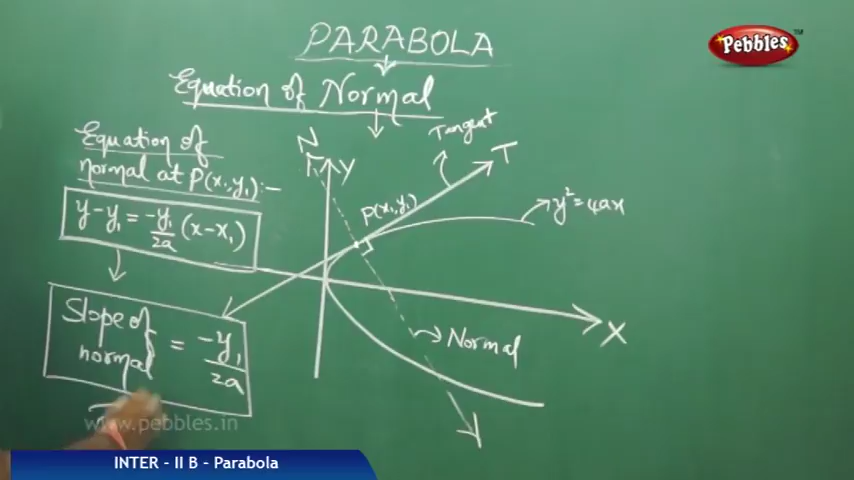 PARABOLA
Pebbles™
Equation of Normal
Equation of
normal at P(x₁,y₁):-
y-y₁ = -y₁/2a (x-x₁)
Slope of
normal = -y₁/2a
N
Y
Tangent
T
P(x₁,y₁)
y²=4ax
X
Normal
www.pebbles.in
INTER - II B - Parabola